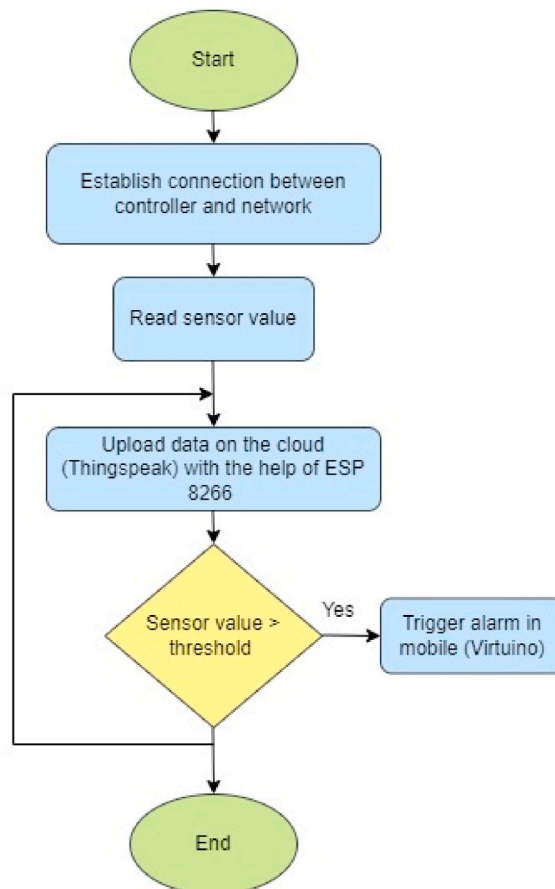 Start
Establish connection between
controller and network
Read sensor value
Upload data on the cloud
(Thingspeak) with the help of ESP
8266
Sensor value >
threshold
Yes
Trigger alarm in
mobile (Virtuino)
End